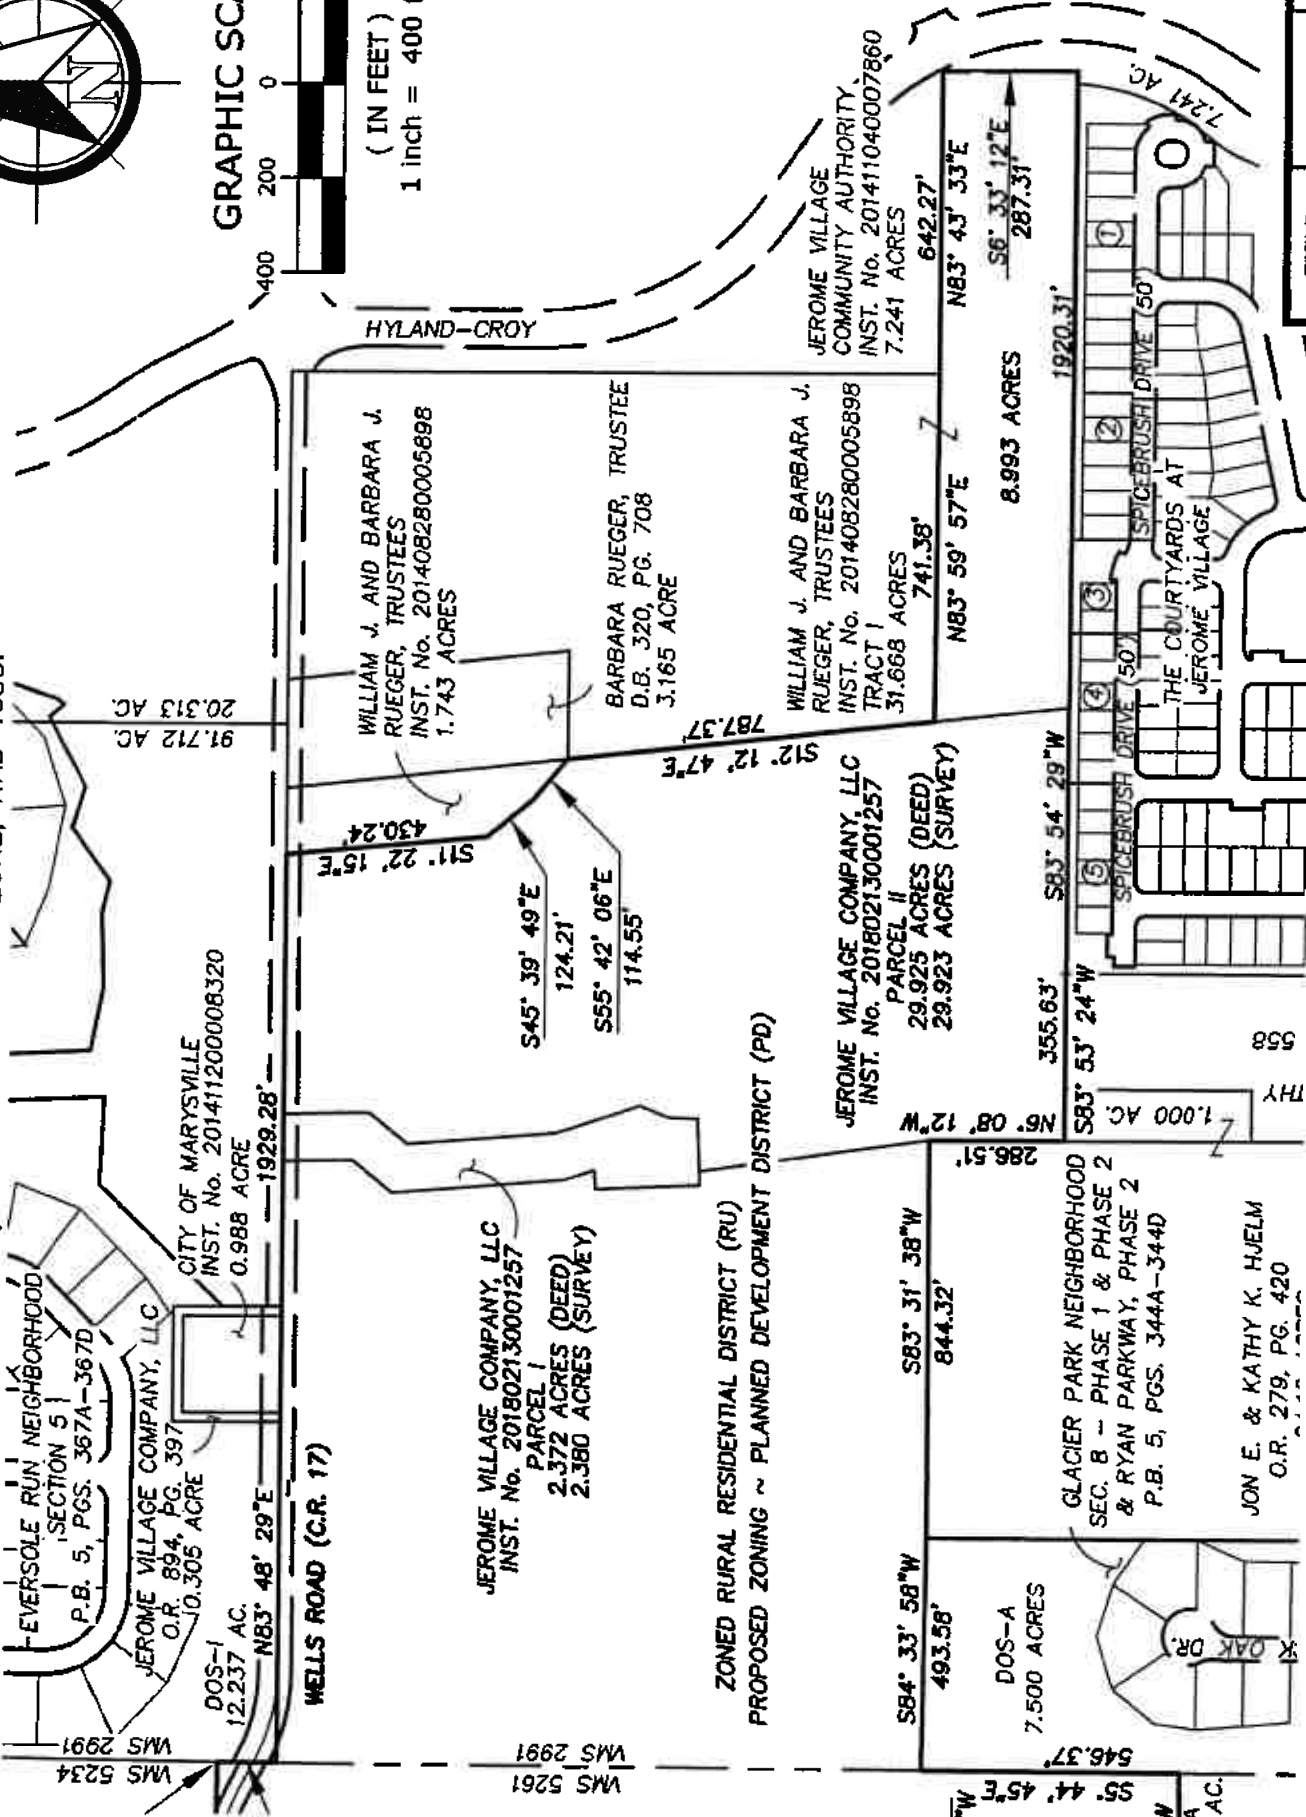 GRAPHIC SC
400
200
0
( IN FEET )
1 inch = 400
N
20.313 AC.
91.712 AC.
HYLAND-CROY
JEROME VILLAGE
COMMUNITY AUTHORITY,
INST. No. 201411040007860
7.241 ACRES
642.27'
N83° 43' 33"E
S6° 33' 12"E
287.31'
7.241 AC.
WILLIAM J. AND BARBARA J.
RUEGER, TRUSTEES
INST. No. 201408280005898
1.743 ACRES
BARBARA RUEGER, TRUSTEE
D.B. 320, PG. 708
3.165 ACRE
WILLIAM J. AND BARBARA J.
RUEGER, TRUSTEES
INST. No. 201408280005898
TRACT I
31.668 ACRES
741.38'
N83° 59' 57"E
8.993 ACRES
1920.31'
S83° 54' 29"W
S12° 12' 47"E
787.37'
S11° 22' 15"E
430.24'
S45° 39' 49"E
124.21'
S55° 42' 06"E
114.55'
CITY OF MARYSVILLE
INST. No. 201411200008320
0.988 ACRE
1929.28'
N83° 48' 29"E
EVERSOLE RUN NEIGHBORHOOD
SECTION 5
P.B. 5, PGS. 367A-367D
JEROME VILLAGE COMPANY, LLC
O.R. 894, PG. 397
0.305 ACRE
DOS-I
12.237 AC.
WELLS ROAD (C.R. 17)
VMS 2991
VMS 5234
VMS 2991
VMS 5261
JEROME VILLAGE COMPANY, LLC
INST. No. 201802130001257
PARCEL I
2.372 ACRES (DEED)
2.380 ACRES (SURVEY)
JEROME VILLAGE COMPANY, LLC
INST. No. 201802130001257
PARCEL II
29.925 ACRES (DEED)
29.923 ACRES (SURVEY)
ZONED RURAL RESIDENTIAL DISTRICT (RU)
PROPOSED ZONING ~ PLANNED DEVELOPMENT DISTRICT (PD)
355.63'
S83° 53' 24"W
N6° 08' 12"W
286.51'
S83° 31' 38"W
844.32'
S84° 33' 58"W
493.58'
DOS-A
7.500 ACRES
S5° 44' 45"E
546.37'
GLACIER PARK NEIGHBORHOOD
SEC. 8 - PHASE 1 & PHASE 2
& RYAN PARKWAY, PHASE 2
P.B. 5, PGS. 344A-344D
JON E. & KATHY K. HJELM
O.R. 279, PG. 420
OAK
DR.
1.000 AC.
558
THY
SPICEBRUSH DRIVE (50')
SPICEBRUSH DRIVE (50')
THE COURTYARDS AT
JEROME VILLAGE
1
2
3
4
5
"W
W
A
AC.